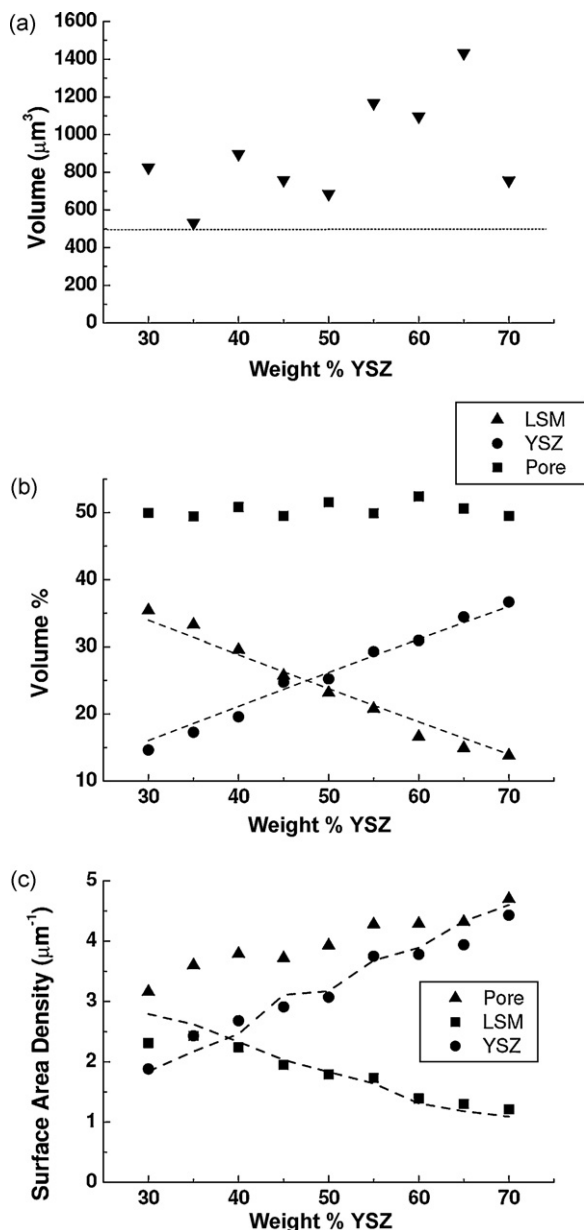 (a)
1600
1400
1200
1000
800
600
400
200
0
Volume (μm³)
30 40 50 60 70
Weight % YSZ
LSM
YSZ
Pore
(b)
50
40
30
20
10
Volume %
30 40 50 60 70
Weight % YSZ
(c)
5
4
3
2
1
0
Surface Area Density (μm⁻¹)
Pore
LSM
YSZ
30 40 50 60 70
Weight % YSZ